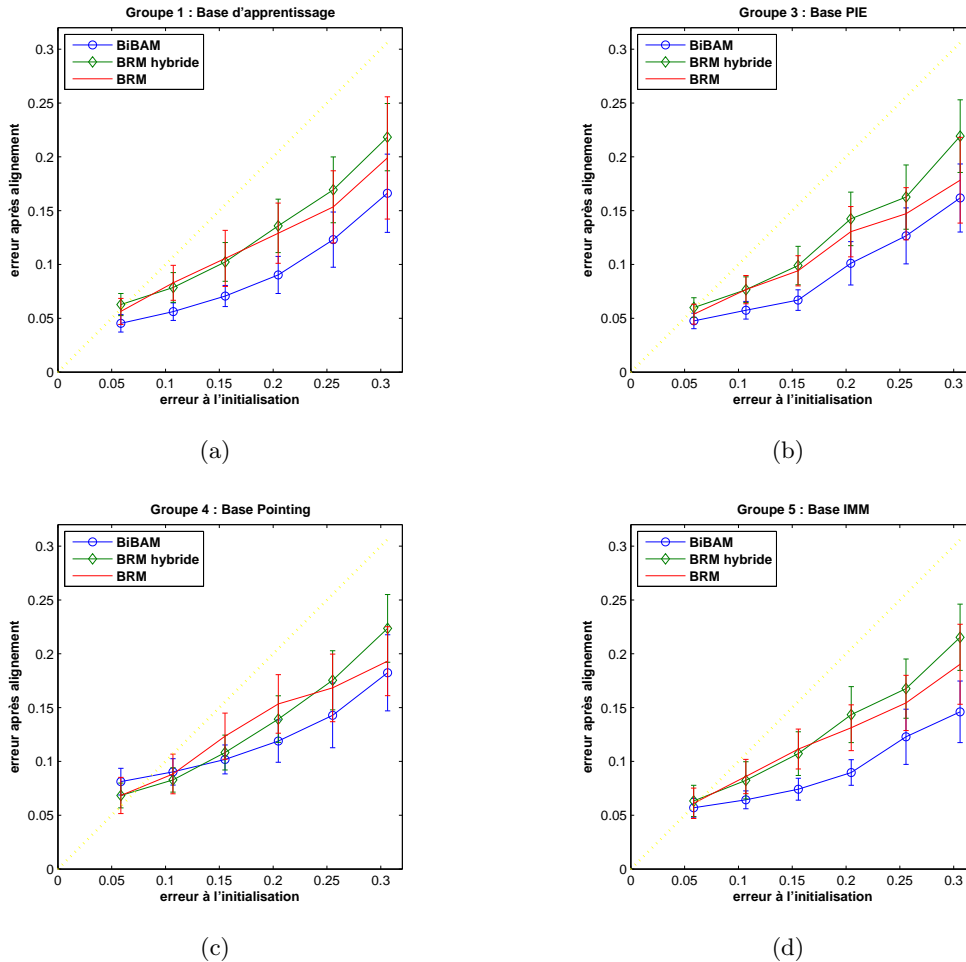 Groupe 1 : Base d'apprentissage
BiBAM
BRM hybride
BRM
erreur après alignement
0.3
0.25
0.2
0.15
0.1
0.05
0
0 0.05 0.1 0.15 0.2 0.25 0.3
erreur à l'initialisation
(a)
Groupe 3 : Base PIE
BiBAM
BRM hybride
BRM
erreur après alignement
0.3
0.25
0.2
0.15
0.1
0.05
0
0 0.05 0.1 0.15 0.2 0.25 0.3
erreur à l'initialisation
(b)
Groupe 4 : Base Pointing
BiBAM
BRM hybride
BRM
erreur après alignement
0.3
0.25
0.2
0.15
0.1
0.05
0
0 0.05 0.1 0.15 0.2 0.25 0.3
erreur à l'initialisation
(c)
Groupe 5 : Base IMM
BiBAM
BRM hybride
BRM
erreur après alignement
0.3
0.25
0.2
0.15
0.1
0.05
0
0 0.05 0.1 0.15 0.2 0.25 0.3
erreur à l'initialisation
(d)